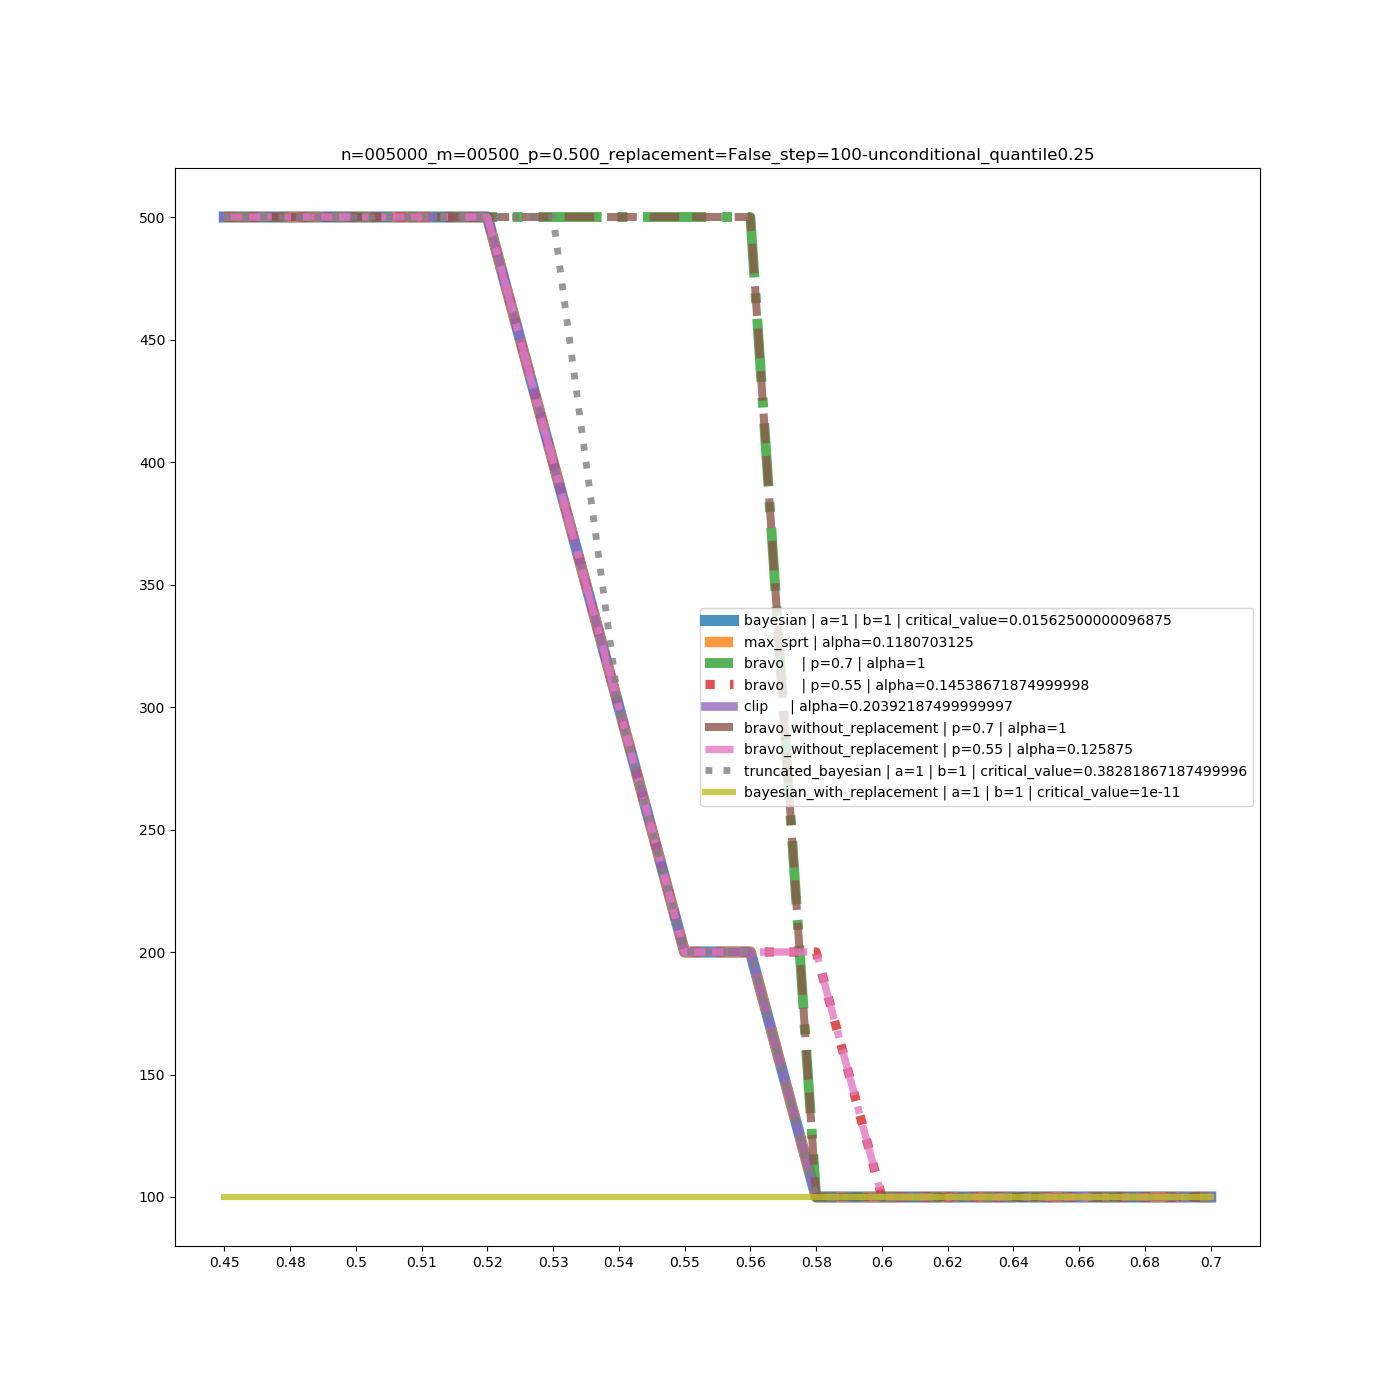 n=005000_m=00500_p=0.500_replacement=False_step=100-unconditional_quantile0.25
500
450
400
350
300
250
200
150
100
bayesian | a=1 | b=1 | critical_value=0.01562500000096875
max_sprt | alpha=0.1180703125
bravo    | p=0.7 | alpha=1
bravo    | p=0.55 | alpha=0.14538671874999998
clip     | alpha=0.20392187499999997
bravo_without_replacement | p=0.7 | alpha=1
bravo_without_replacement | p=0.55 | alpha=0.125875
truncated_bayesian | a=1 | b=1 | critical_value=0.38281867187499996
bayesian_with_replacement | a=1 | b=1 | critical_value=1e-11
0.45 0.48 0.5 0.51 0.52 0.53 0.54 0.55 0.56 0.58 0.6 0.62 0.64 0.66 0.68 0.7